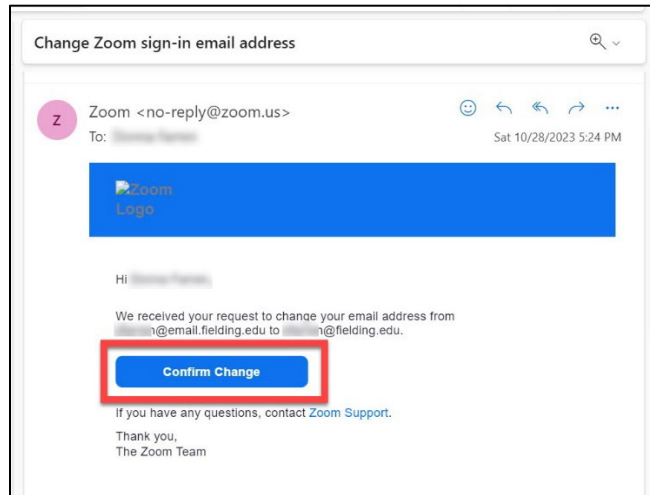 Change Zoom sign-in email address
Z
Zoom <no-reply@zoom.us>
To:
Sat 10/28/2023 5:24 PM
Zoom
Logo
Hi
We received your request to change your email address from
n@email.fielding.edu to n@fielding.edu.
Confirm Change
If you have any questions, contact Zoom Support.
Thank you,
The Zoom Team